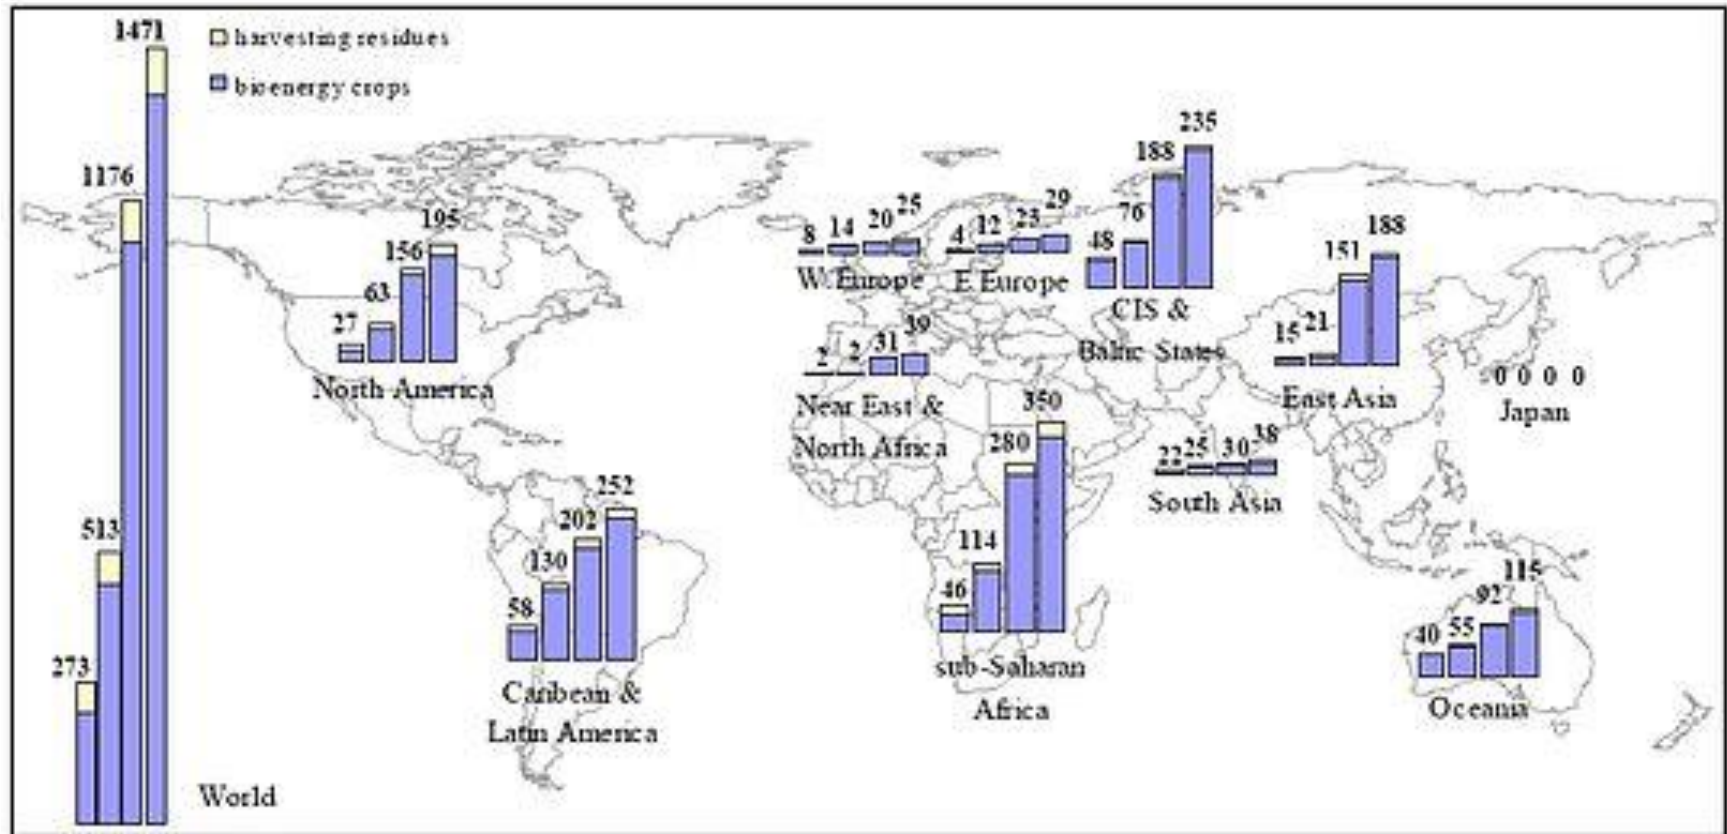 1471
harvesting residues
bioenergy crops
1176
513
273
World
27 63 156 195
North America
58 130 202 252
Caribean &
Latin America
8 14 20 25
W. Europe
4 12 23 29
E Europe
48 76 188 235
CIS &
Baltic States
2 2 31 39
Near East &
North Africa
46 114 280 350
sub-Saharan
Africa
15 21 151 188
East Asia
0 0 0 0
Japan
22 25 30 38
South Asia
40 55 92 115
Oceania